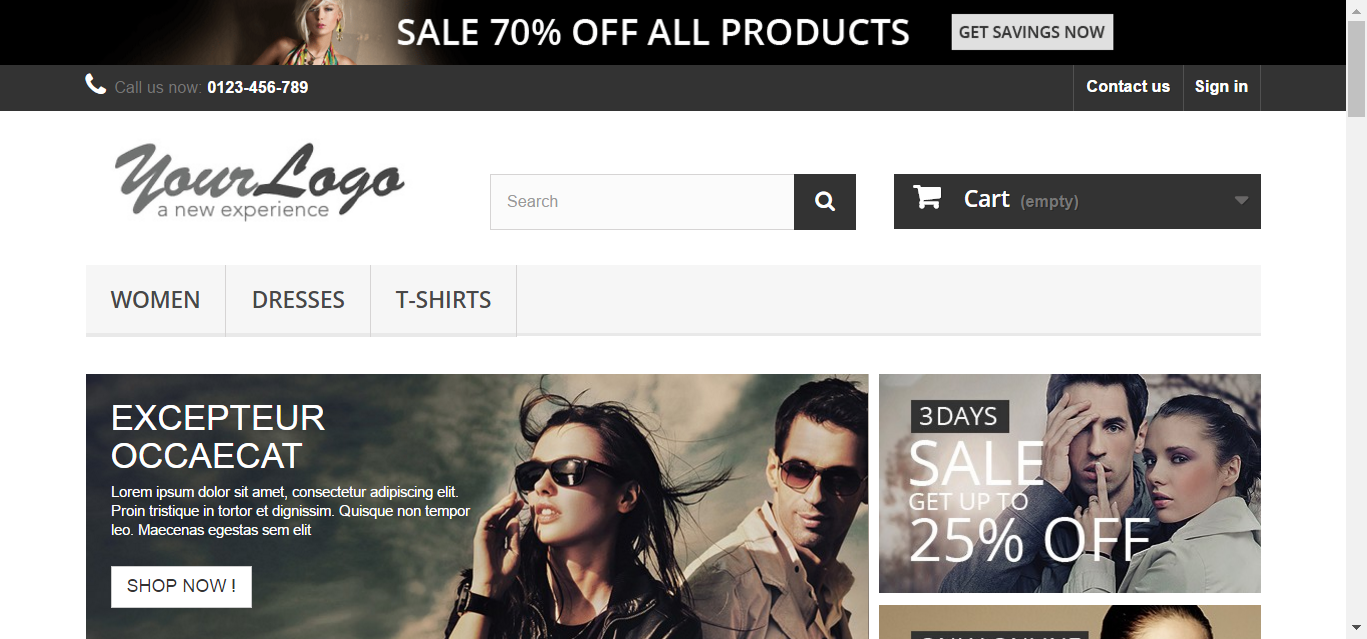 SALE 70% OFF ALL PRODUCTS
GET SAVINGS NOW
Call us now: 0123-456-789
Contact us
Sign in
YourLogo
a new experience
Search
Cart (empty)
WOMEN
DRESSES
T-SHIRTS
EXCEPTEUR
OCCAECAT
Lorem ipsum dolor sit amet, consectetur adipiscing elit.
Proin tristique in tortor et dignissim. Quisque non tempor
leo. Maecenas egestas sem elit
SHOP NOW !
3 DAYS
SALE
GET UP TO
25% OFF